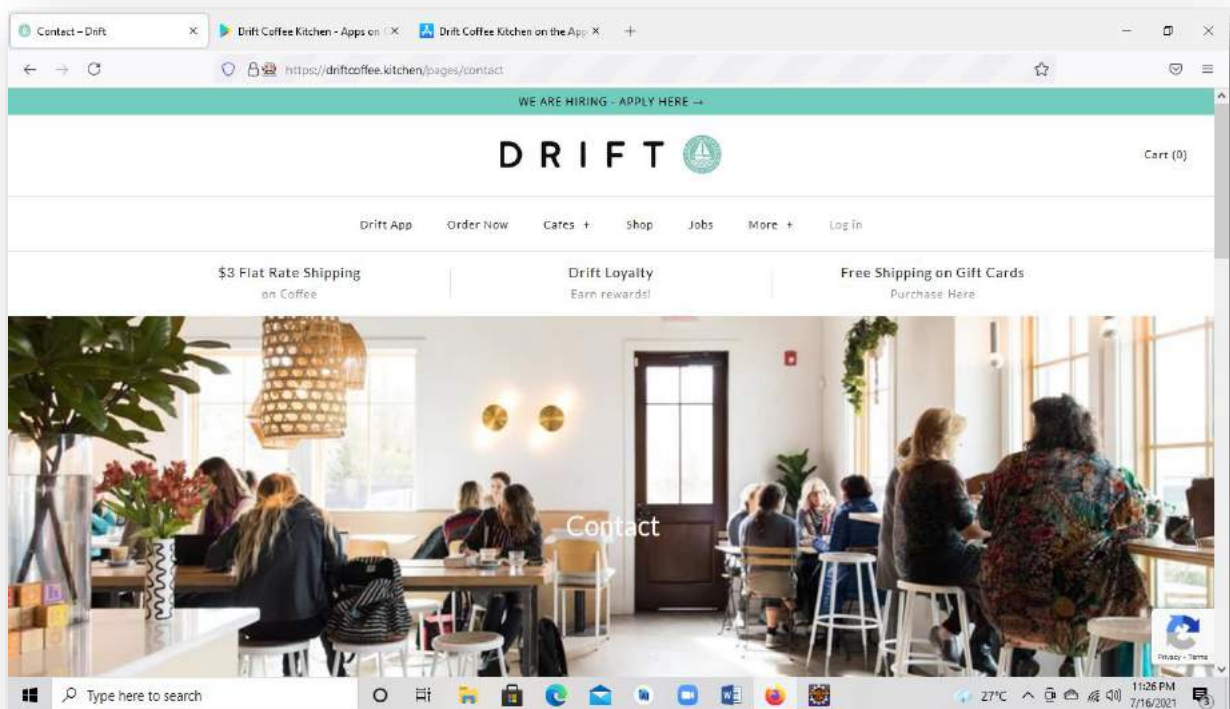 Contact – Drift
Drift Coffee Kitchen - Apps on
Drift Coffee Kitchen on the App
https://driftcoffee.kitchen/pages/contact
WE ARE HIRING - APPLY HERE →
DRIFT
Cart (0)
Drift App Order Now Cafes + Shop Jobs More + Log in
$3 Flat Rate Shipping
on Coffee
Drift Loyalty
Earn rewards!
Free Shipping on Gift Cards
Purchase Here
Contact
Privacy - Terms
Type here to search
27°C
11:26 PM
7/16/2021